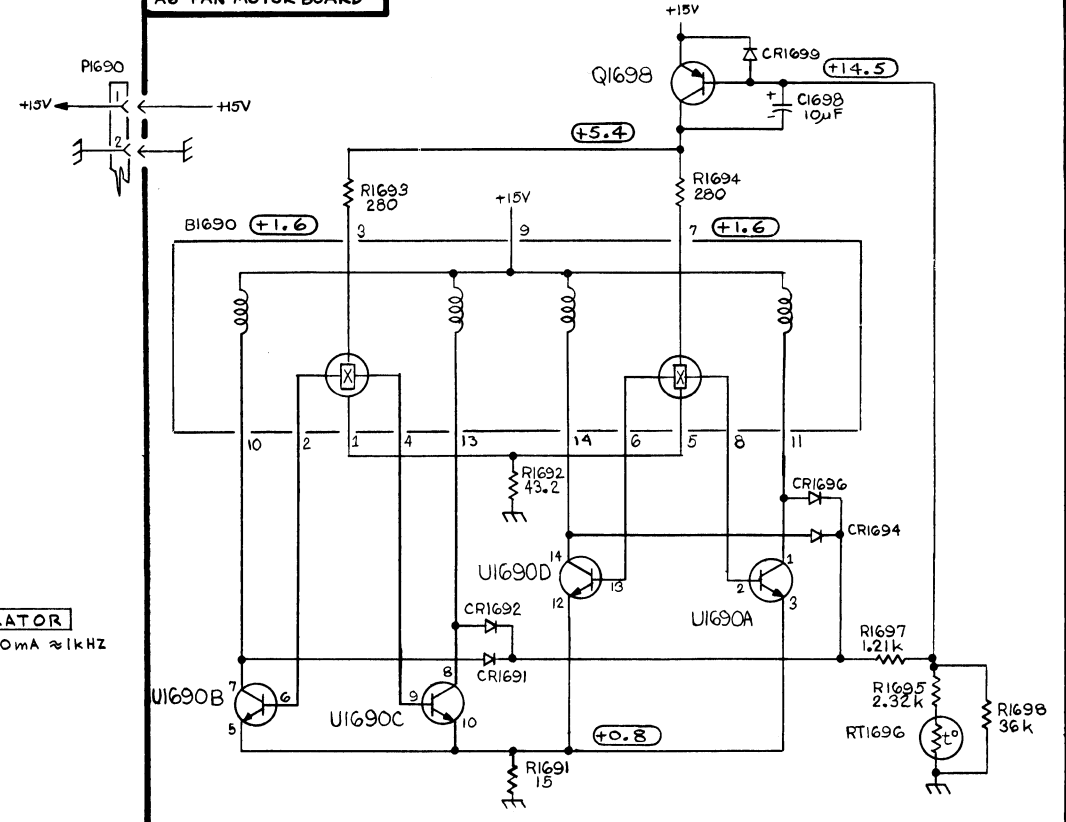 A6 FAN MOTOR BOARD
+15V
P1690
Q1698
CR1699
+14.5
+15V
1
+15V
+
-
C1698
10µF
+5.4
2
R1693
280
R1694
280
+15V
B1690
+1.6
3
9
7
+1.6
10
2
1
4
13
14
6
5
8
11
R1692
43.2
CR1696
CR1694
14
U1690D
13
12
1
2
3
U1690A
CR1692
CR1691
R1697
1.21k
ATOR
0mA ≈1kHZ
7
U1690B
6
5
8
9
U1690C
10
R1695
2.32k
RT1696
t°
R1698
36k
+0.8
R1691
15